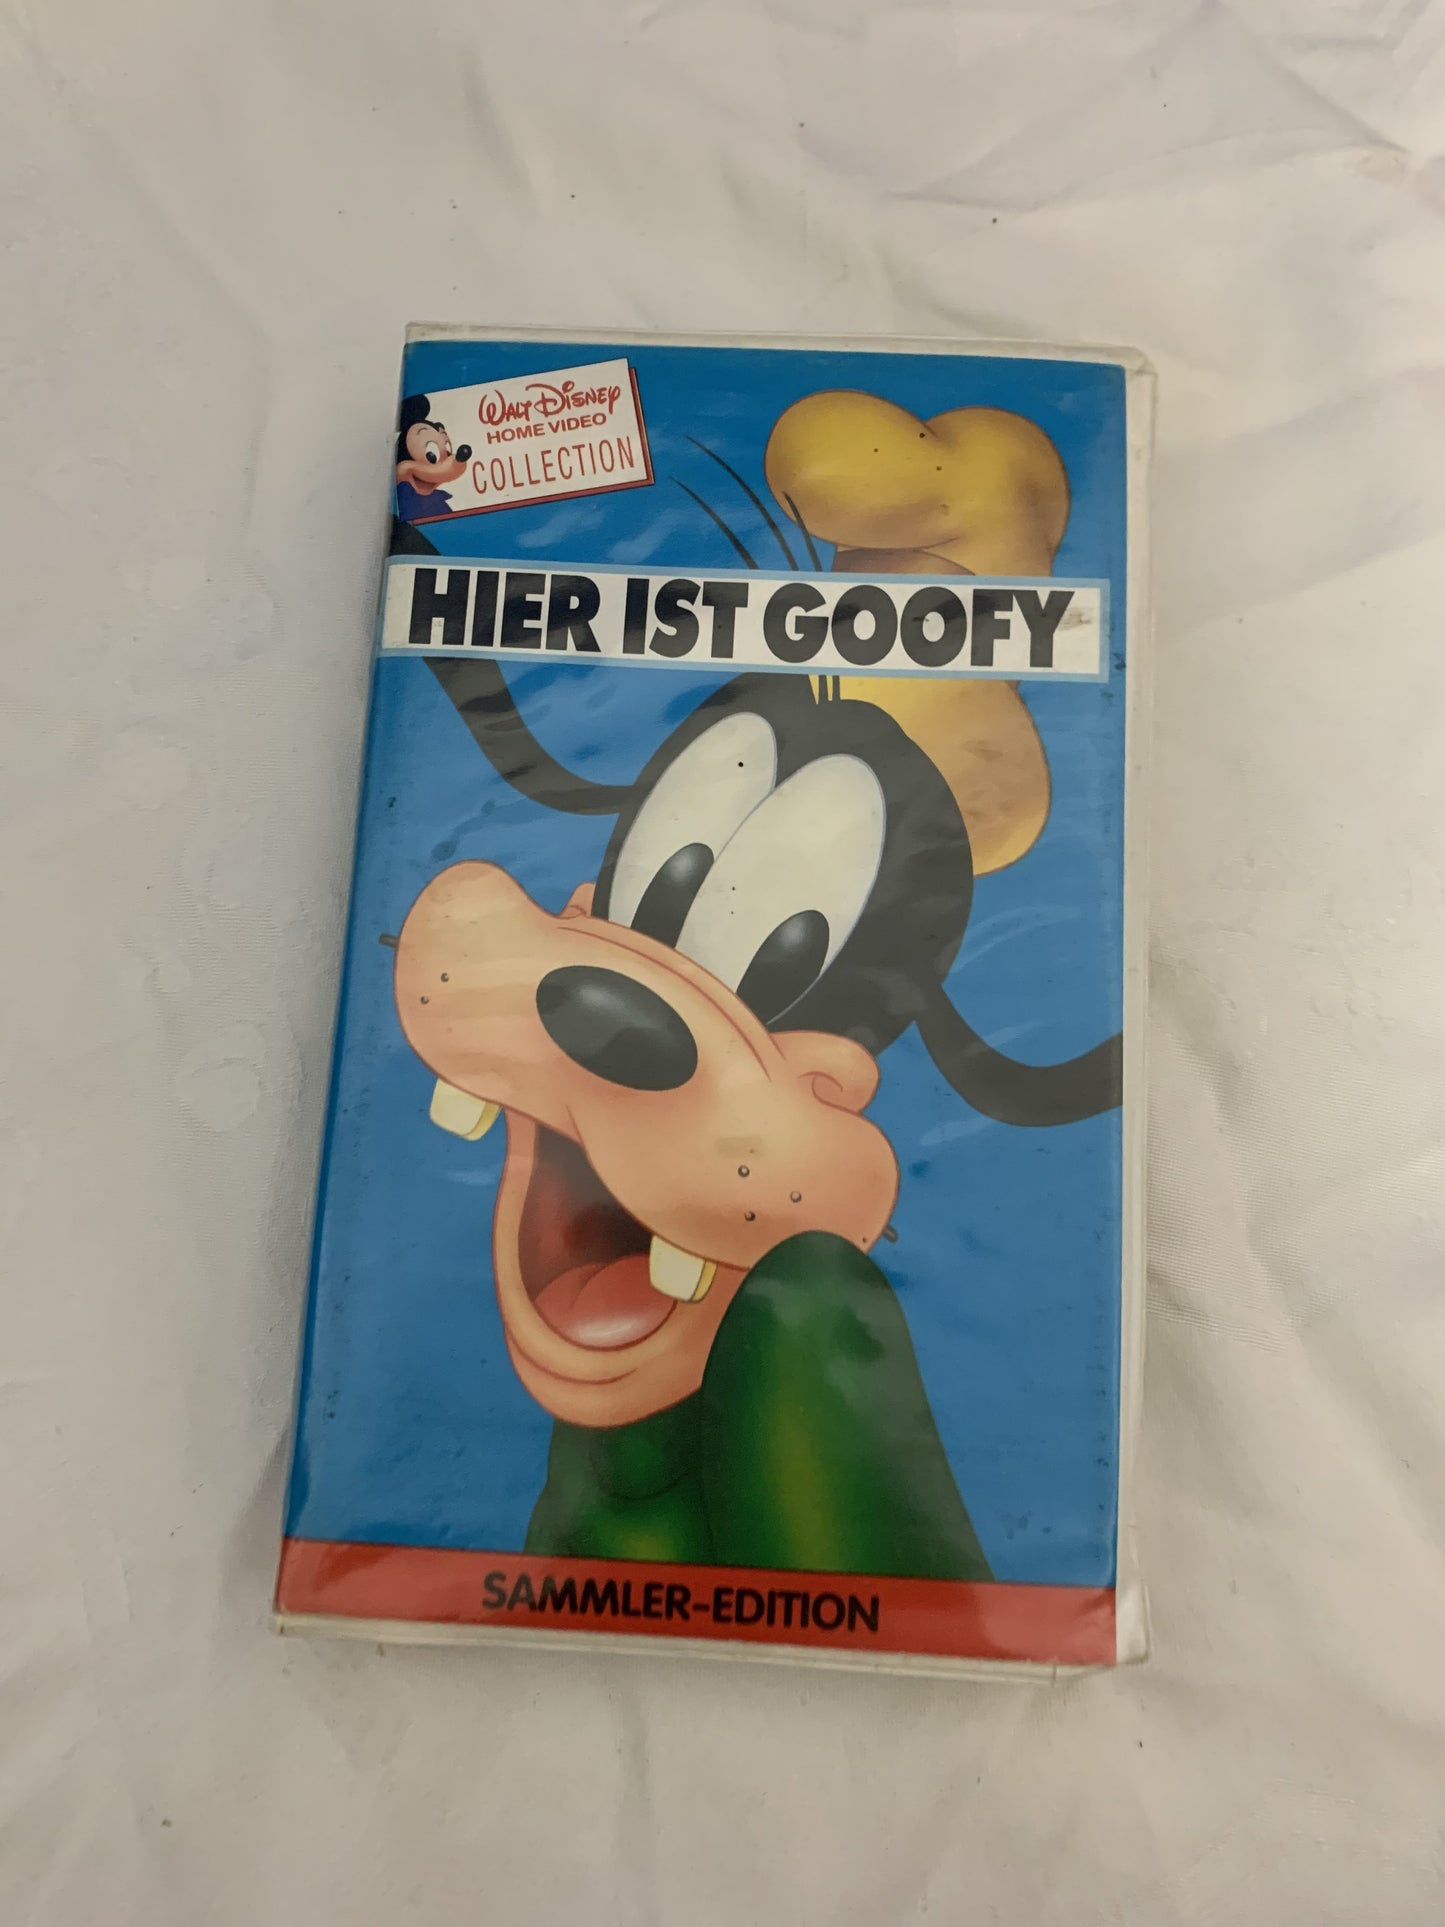 WALT DISNEY
HOME VIDEO
COLLECTION
HIER IST GOOFY
SAMMLER-EDITION